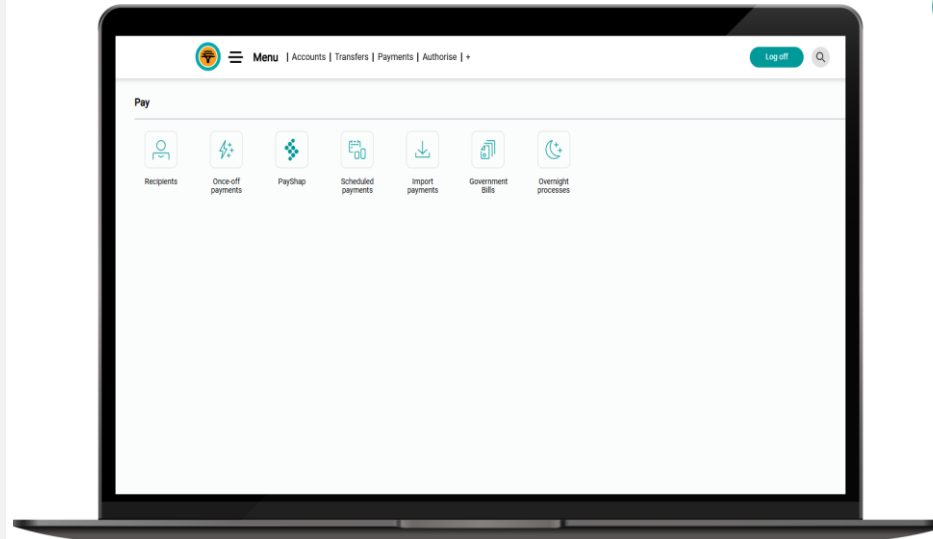 Menu | Accounts | Transfers | Payments | Authorise | +
Log off
Pay
Recipients
Once-off
payments
PayShap
Scheduled
payments
Import
payments
Government
Bills
Overnight
processes